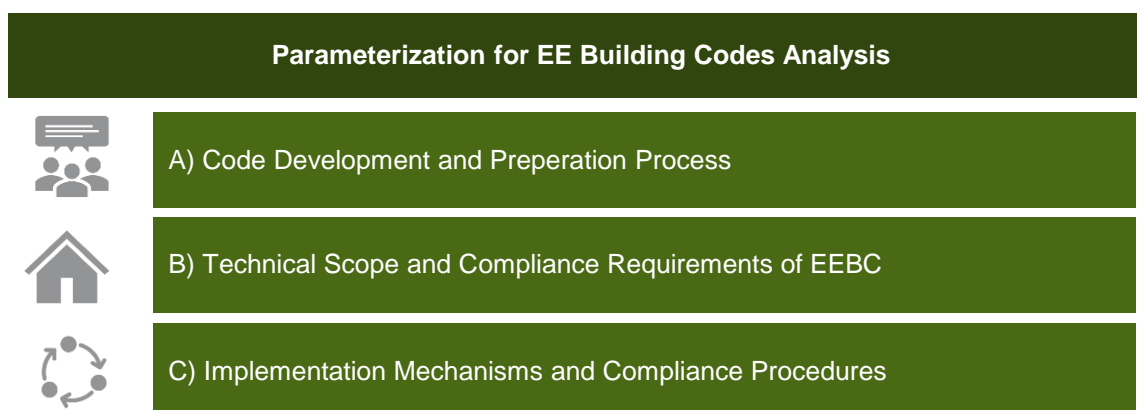 Parameterization for EE Building Codes Analysis
A) Code Development and Preperation Process
B) Technical Scope and Compliance Requirements of EEBC
C) Implementation Mechanisms and Compliance Procedures